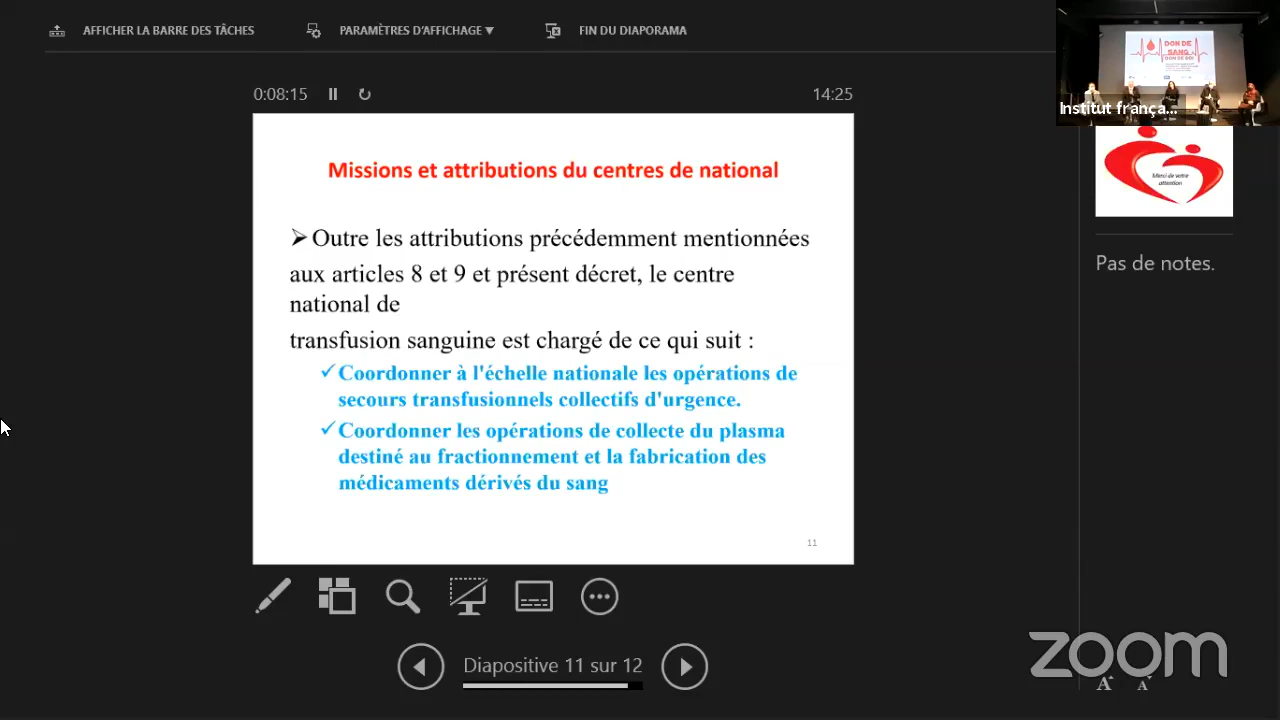 AFFICHER LA BARRE DES TÂCHES
PARAMÈTRES D'AFFICHAGE ▼
FIN DU DIAPORAMA
DON DE
SANG
DON DE SOI
Institut frança...
0:08:15
14:25
Missions et attributions du centres de national
➢ Outre les attributions précédemment mentionnées
aux articles 8 et 9 et présent décret, le centre
national de
transfusion sanguine est chargé de ce qui suit :
✓ Coordonner à l'échelle nationale les opérations de
secours transfusionnels collectifs d'urgence.
✓ Coordonner les opérations de collecte du plasma
destiné au fractionnement et la fabrication des
médicaments dérivés du sang
11
Merci de votre
attention
Pas de notes.
Diapositive 11 sur 12
zoom
A A